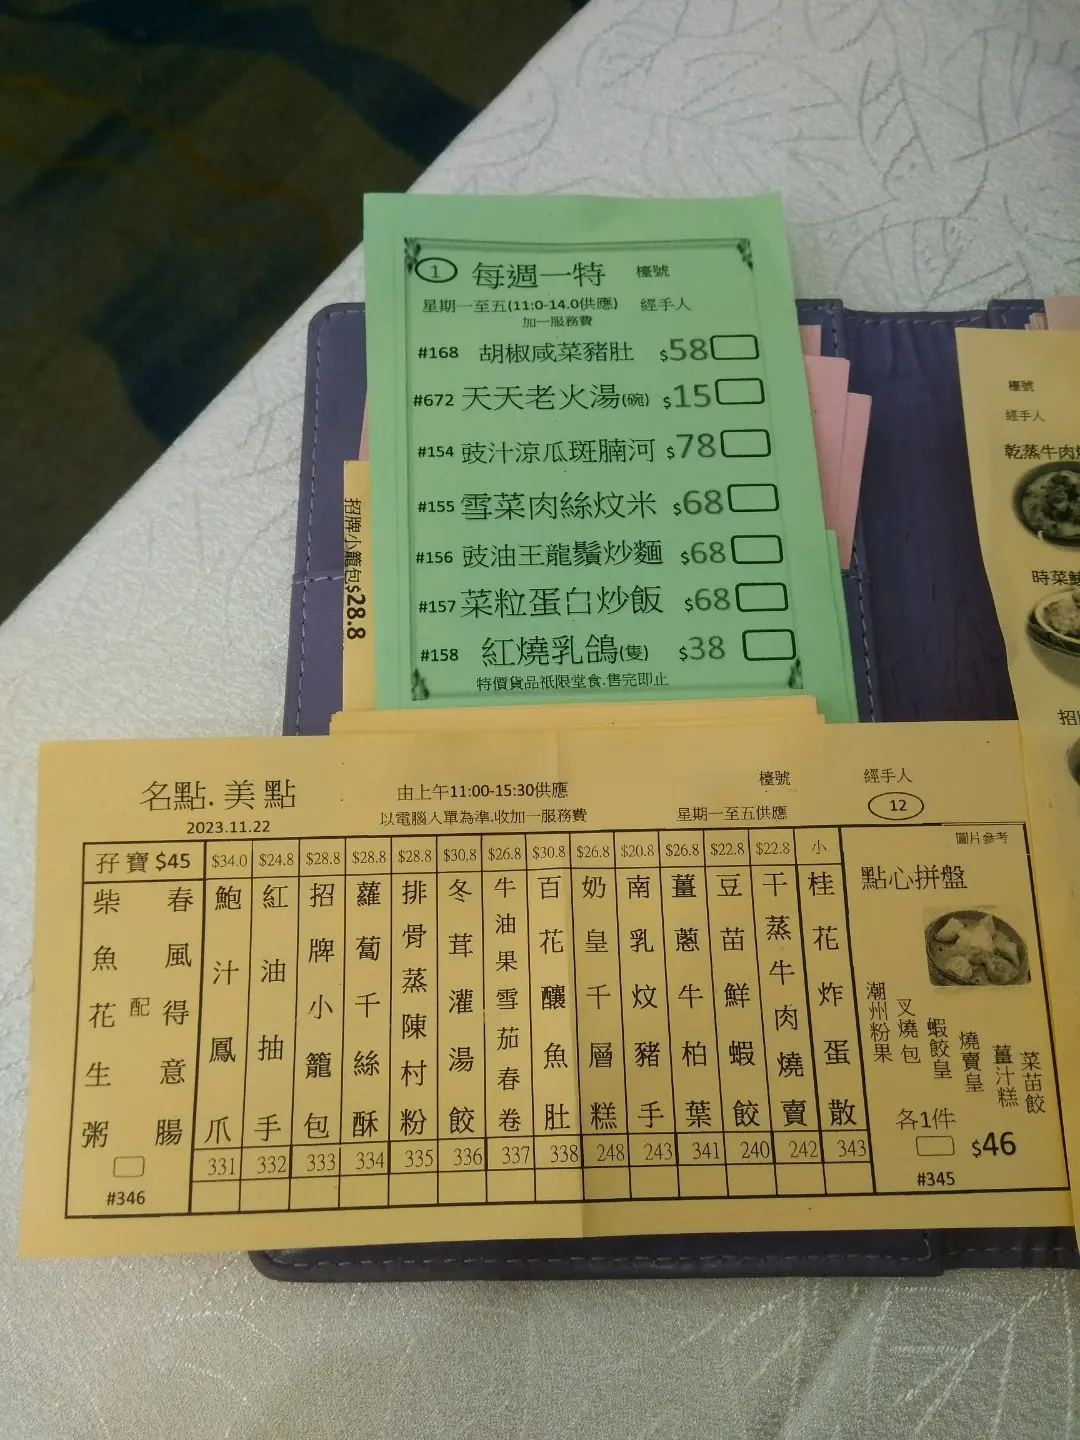 1 每週一特 檯號
星期一至五(11:0-14.0供應) 經手人
加一服務費
#168 胡椒咸菜豬肚 $58
#672 天天老火湯(碗) $15
#154 豉汁涼瓜斑腩河 $78
#155 雪菜肉絲炆米 $68
#156 豉油王龍鬚炒麵 $68
#157 菜粒蛋白炒飯 $68
#158 紅燒乳鴿(隻) $38
特價貨品祇限堂食.售完即止
招牌小籠包$28.8
檯號
經手人
乾蒸牛肉
時菜
招
名點.美點 由上午11:00-15:30供應 檯號 經手人
2023.11.22 以電腦入單為準.收加一服務費 星期一至五供應 12
孖寶$45
柴魚花生粥
配
春風得意腸
#346
$34.0 鮑汁鳳爪 331
$24.8 紅油抽手 332
$28.8 招牌小籠包 333
$28.8 蘿蔔千絲酥 334
$28.8 排骨蒸陳村粉 335
$30.8 冬茸灌湯餃 336
$26.8 牛油果雪茄春卷 337
$30.8 百花釀魚肚 338
$26.8 奶皇千層糕 248
$20.8 南乳炆豬手 243
$26.8 薑蔥牛柏葉 341
$22.8 豆苗鮮蝦餃 240
$22.8 干蒸牛肉燒賣 242
小 桂花炸蛋散 343
圖片參考
點心拼盤
潮州粉果
叉燒包
蝦餃皇
燒賣皇
薑汁糕
菜苗餃
各1件
$46
#345